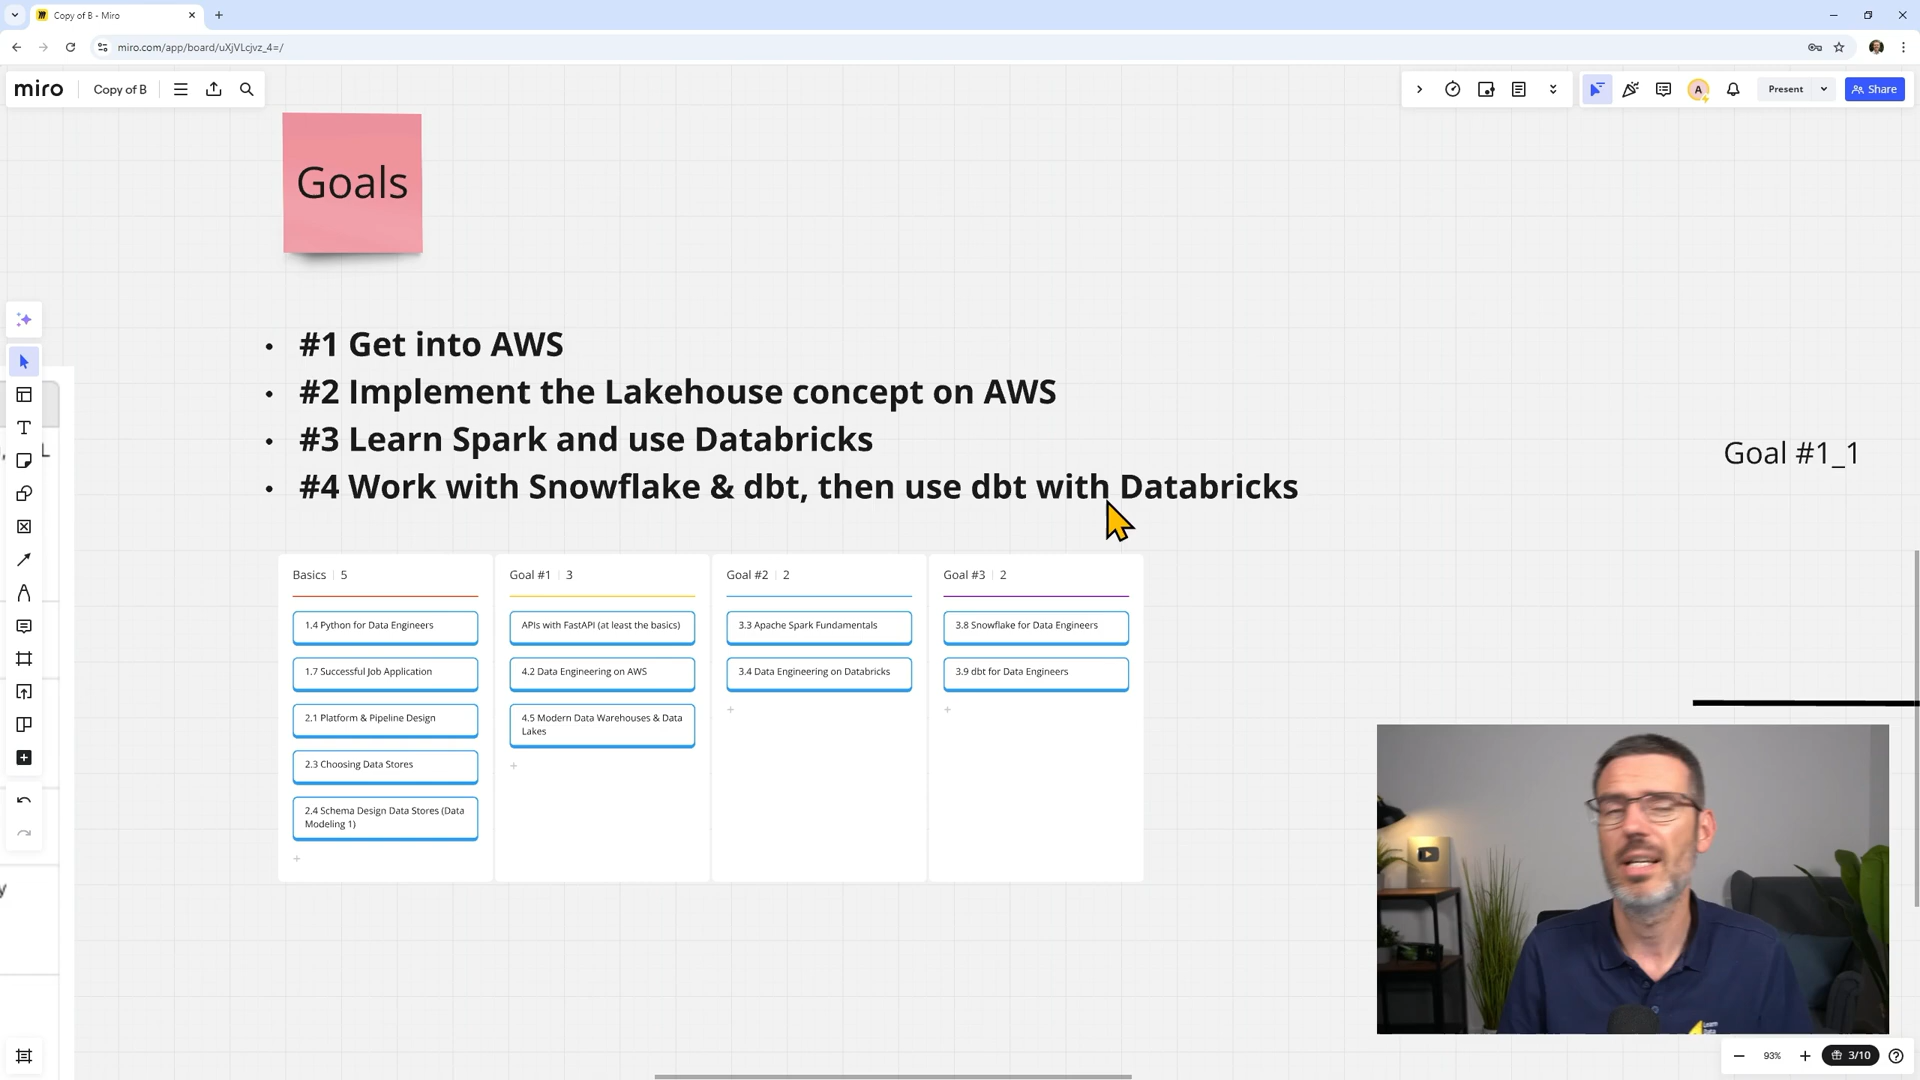 Copy of B - Miro
miro.com/app/board/uXjVLcjvz_4=/
miro
Copy of B
A
Present
Share
Goals
• #1 Get into AWS
• #2 Implement the Lakehouse concept on AWS
• #3 Learn Spark and use Databricks
• #4 Work with Snowflake & dbt, then use dbt with Databricks
Goal #1_1
Basics | 5
1.4 Python for Data Engineers
1.7 Successful Job Application
2.1 Platform & Pipeline Design
2.3 Choosing Data Stores
2.4 Schema Design Data Stores (Data
Modeling 1)
Goal #1 | 3
APIs with FastAPI (at least the basics)
4.2 Data Engineering on AWS
4.5 Modern Data Warehouses & Data
Lakes
Goal #2 | 2
3.3 Apache Spark Fundamentals
3.4 Data Engineering on Databricks
Goal #3 | 2
3.8 Snowflake for Data Engineers
3.9 dbt for Data Engineers
Learn
93%
3/10